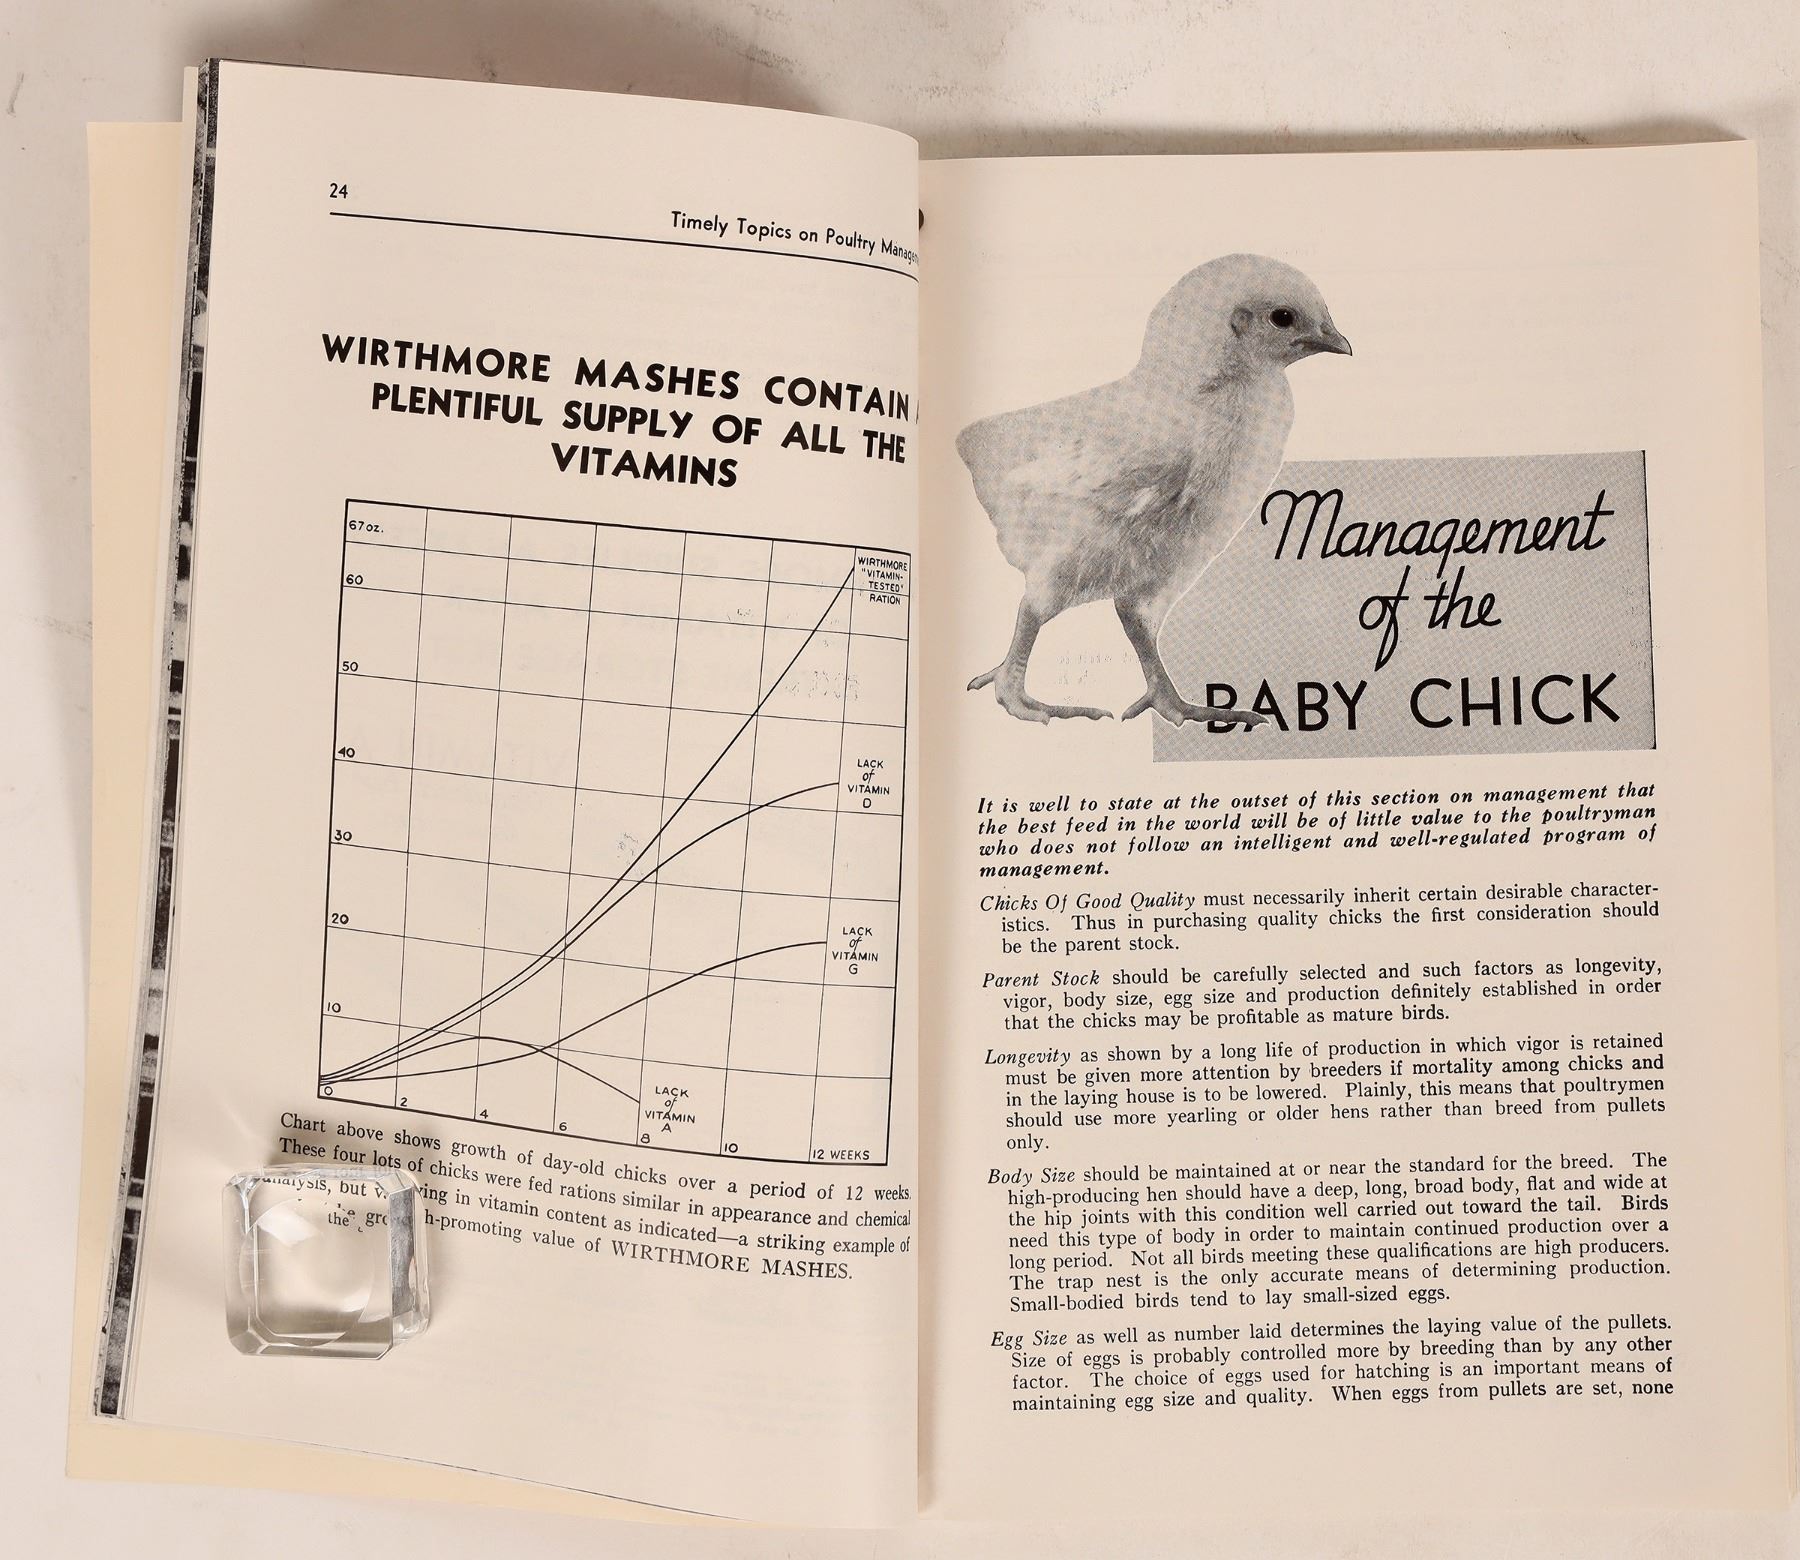 24
Timely Topics on Poultry
WIRTHMORE MASHES CONTAIN
PLENTIFUL SUPPLY OF ALL THE
VITAMINS
67 oz.
60
50
40
30
20
10
0
2
4
6
8
10
12 WEEKS
WIRTHMORE
"VITAMIN-
TESTED"
RATION
LACK
of
VITAMIN
D
LACK
of
VITAMIN
G
LACK
of
VITAMIN
A
Chart above shows growth of day-old chicks over a period of 12 weeks.
These four lots of chicks were fed rations similar in appearance and chemical
but in vitamin content as indicated—a striking example of
the h-promoting value of WIRTHMORE MASHES.
Management
of the
BABY CHICK
It is well to state at the outset of this section on management that
the best feed in the world will be of little value to the poultryman
who does not follow an intelligent and well-regulated program of
management.
Chicks Of Good Quality must necessarily inherit certain desirable character-
istics. Thus in purchasing quality chicks the first consideration should
be the parent stock.
Parent Stock should be carefully selected and such factors as longevity,
vigor, body size, egg size and production definitely established in order
that the chicks may be profitable as mature birds.
Longevity as shown by a long life of production in which vigor is retained
must be given more attention by breeders if mortality among chicks and
in the laying house is to be lowered. Plainly, this means that poultrymen
should use more yearling or older hens rather than breed from pullets
only.
Body Size should be maintained at or near the standard for the breed. The
high-producing hen should have a deep, long, broad body, flat and wide at
the hip joints with this condition well carried out toward the tail. Birds
need this type of body in order to maintain continued production over a
long period. Not all birds meeting these qualifications are high producers.
The trap nest is the only accurate means of determining production.
Small-bodied birds tend to lay small-sized eggs.
Egg Size as well as number laid determines the laying value of the pullets.
Size of eggs is probably controlled more by breeding than by any other
factor. The choice of eggs used for hatching is an important means of
maintaining egg size and quality. When eggs from pullets are set, none